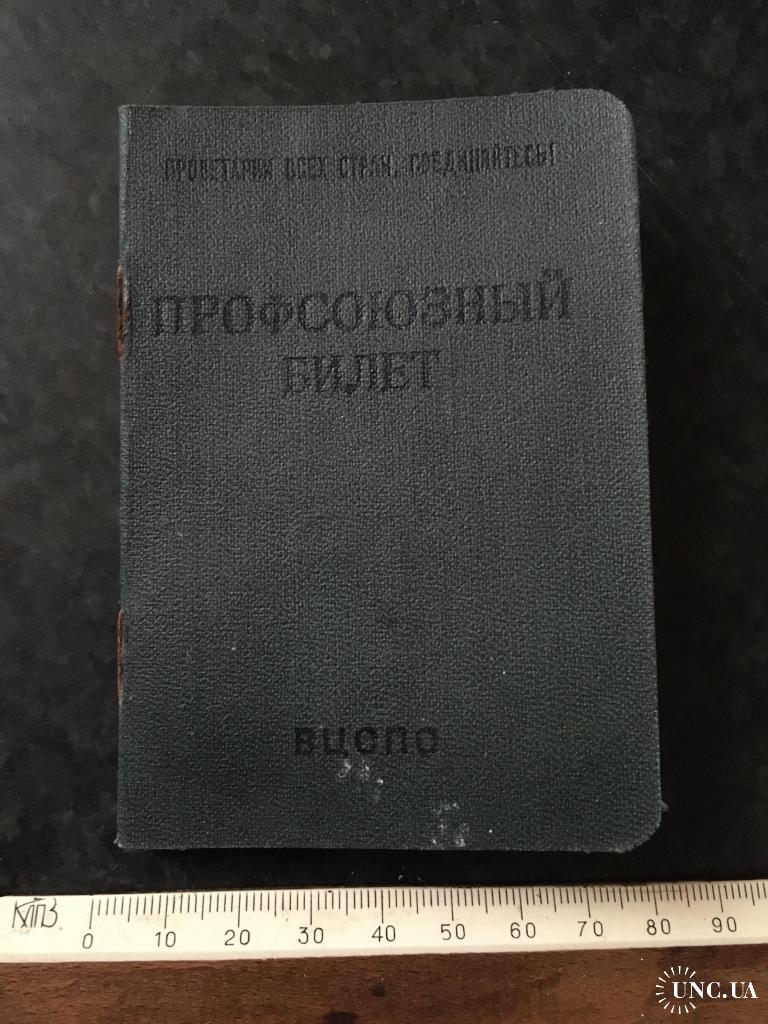 ПРОЛЕТАРИИ ВСЕХ СТРАН, СОЕДИНЯЙТЕСЬ!
ПРОФСОЮЗНЫЙ
БИЛЕТ
ВЦСПС
КПЗ
0 10 20 30 40 50 60 70 80 90
UNC.UA